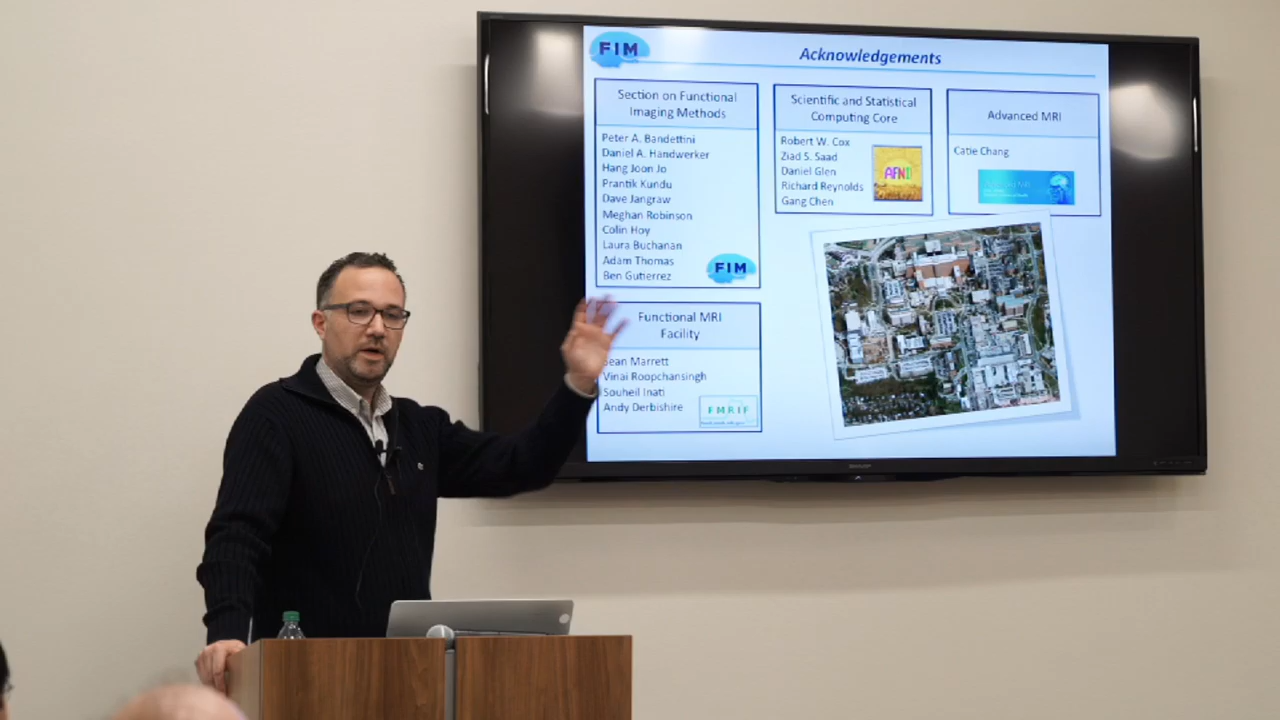 FIM
Acknowledgements
Section on Functional
Imaging Methods
Peter A. Bandettini
Daniel A. Handwerker
Hang Joon Jo
Prantik Kundu
Dave Jangraw
Meghan Robinson
Colin Hoy
Laura Buchanan
Adam Thomas
Ben Gutierrez
FIM
Scientific and Statistical
Computing Core
Robert W. Cox
Ziad S. Saad
Daniel Glen
Richard Reynolds
Gang Chen
AFNI
Advanced MRI
Catie Chang
Functional MRI
Facility
Sean Marrett
Vinai Roopchansingh
Souheil Inati
Andy Derbishire
FMRIF
SHARP